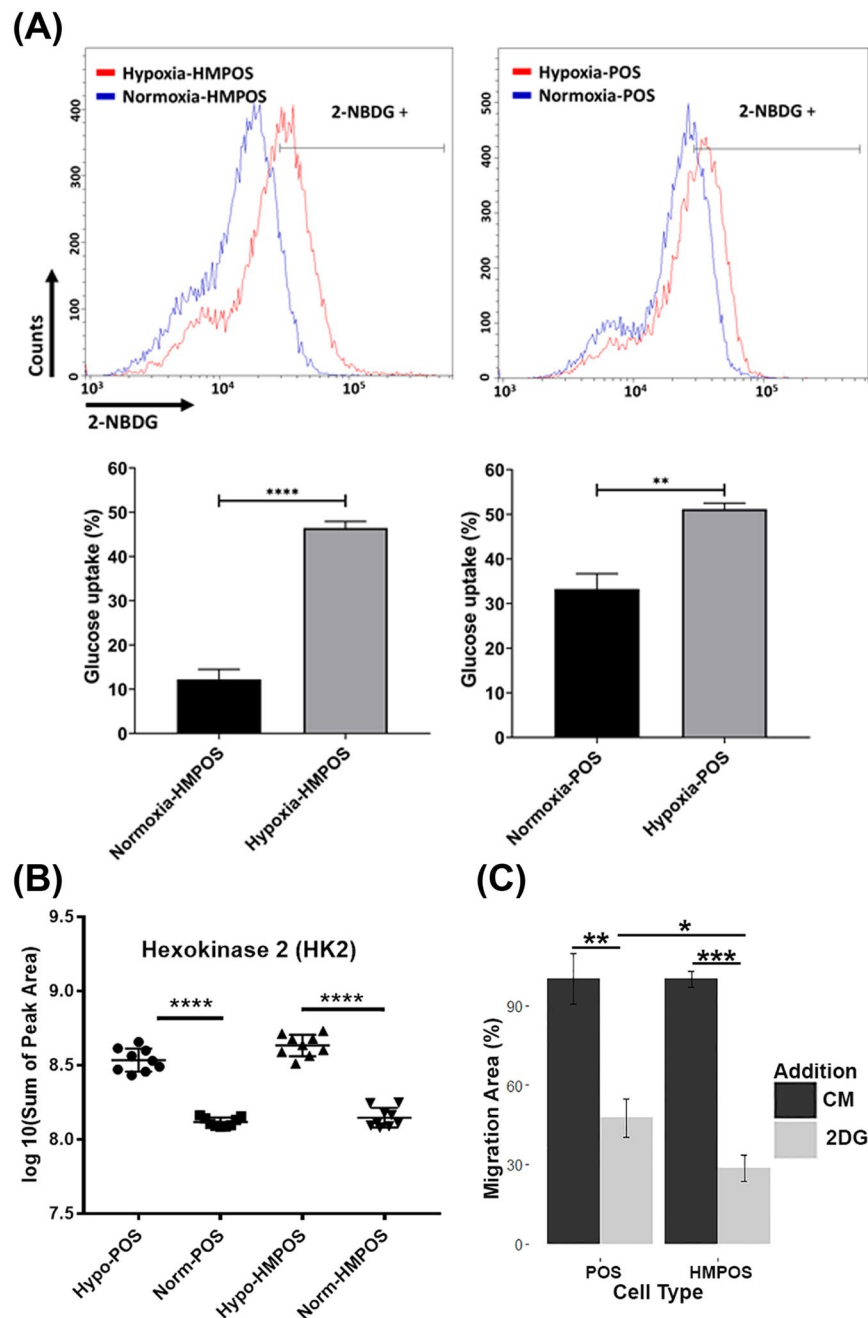 (A)
Hypoxia-HMPOS
Normoxia-HMPOS
2-NBDG +
400
300
200
100
0
Counts
10³ 10⁴ 10⁵
2-NBDG
Hypoxia-POS
Normoxia-POS
2-NBDG +
500
400
300
200
100
0
10³ 10⁴ 10⁵
60
50
40
30
20
10
0
Glucose uptake (%)
****
Normoxia-HMPOS
Hypoxia-HMPOS
60
50
40
30
20
10
0
Glucose uptake (%)
**
Normoxia-POS
Hypoxia-POS
(B)
Hexokinase 2 (HK2)
9.5
9.0
8.5
8.0
7.5
log 10(Sum of Peak Area)
****
****
Hypo-POS
Norm-POS
Hypo-HMPOS
Norm-HMPOS
(C)
**
*
***
90
60
30
0
Migration Area (%)
POS
HMPOS
Cell Type
Addition
CM
2DG